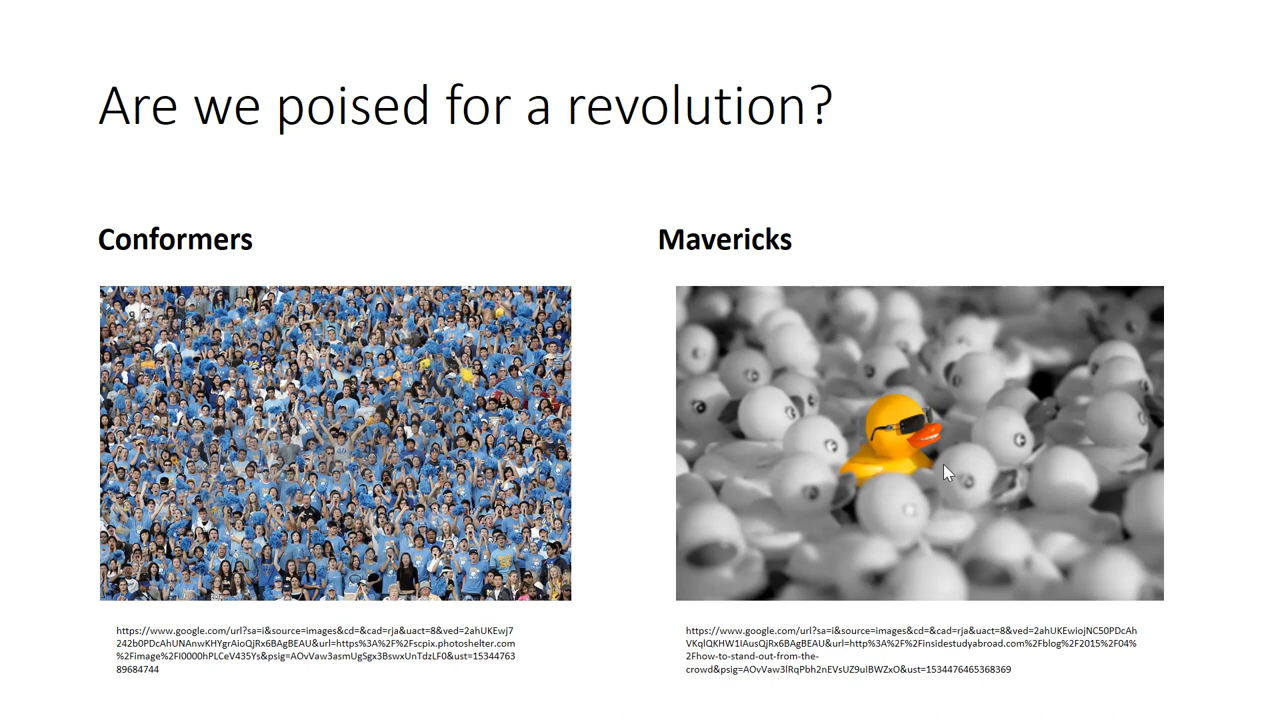 Are we poised for a revolution?
Conformers
Mavericks
https://www.google.com/url?sa=i&source=images&cd=&cad=rja&uact=8&ved=2ahUKEwj7
242b0PDcAhUNAnwKHYgrAioQjRx6BAgBEAU&url=https%3A%2F%2Fscpix.photoshelter.com
%2Fimage%2FI0000hPLCeV435Ys&psig=AOvVaw3asmUgSgx3BswxUnTdzLF0&ust=15344763
89684744
https://www.google.com/url?sa=i&source=images&cd=&cad=rja&uact=8&ved=2ahUKEwiojNC50PDcAh
VKqlQKHW1IAusQjRx6BAgBEAU&url=http%3A%2F%2Finsidestudyabroad.com%2Fblog%2F2015%2F04%
2Fhow-to-stand-out-from-the-
crowd&psig=AOvVaw3lRqPbh2nEVsUZ9uIBWZxO&ust=1534476465368369